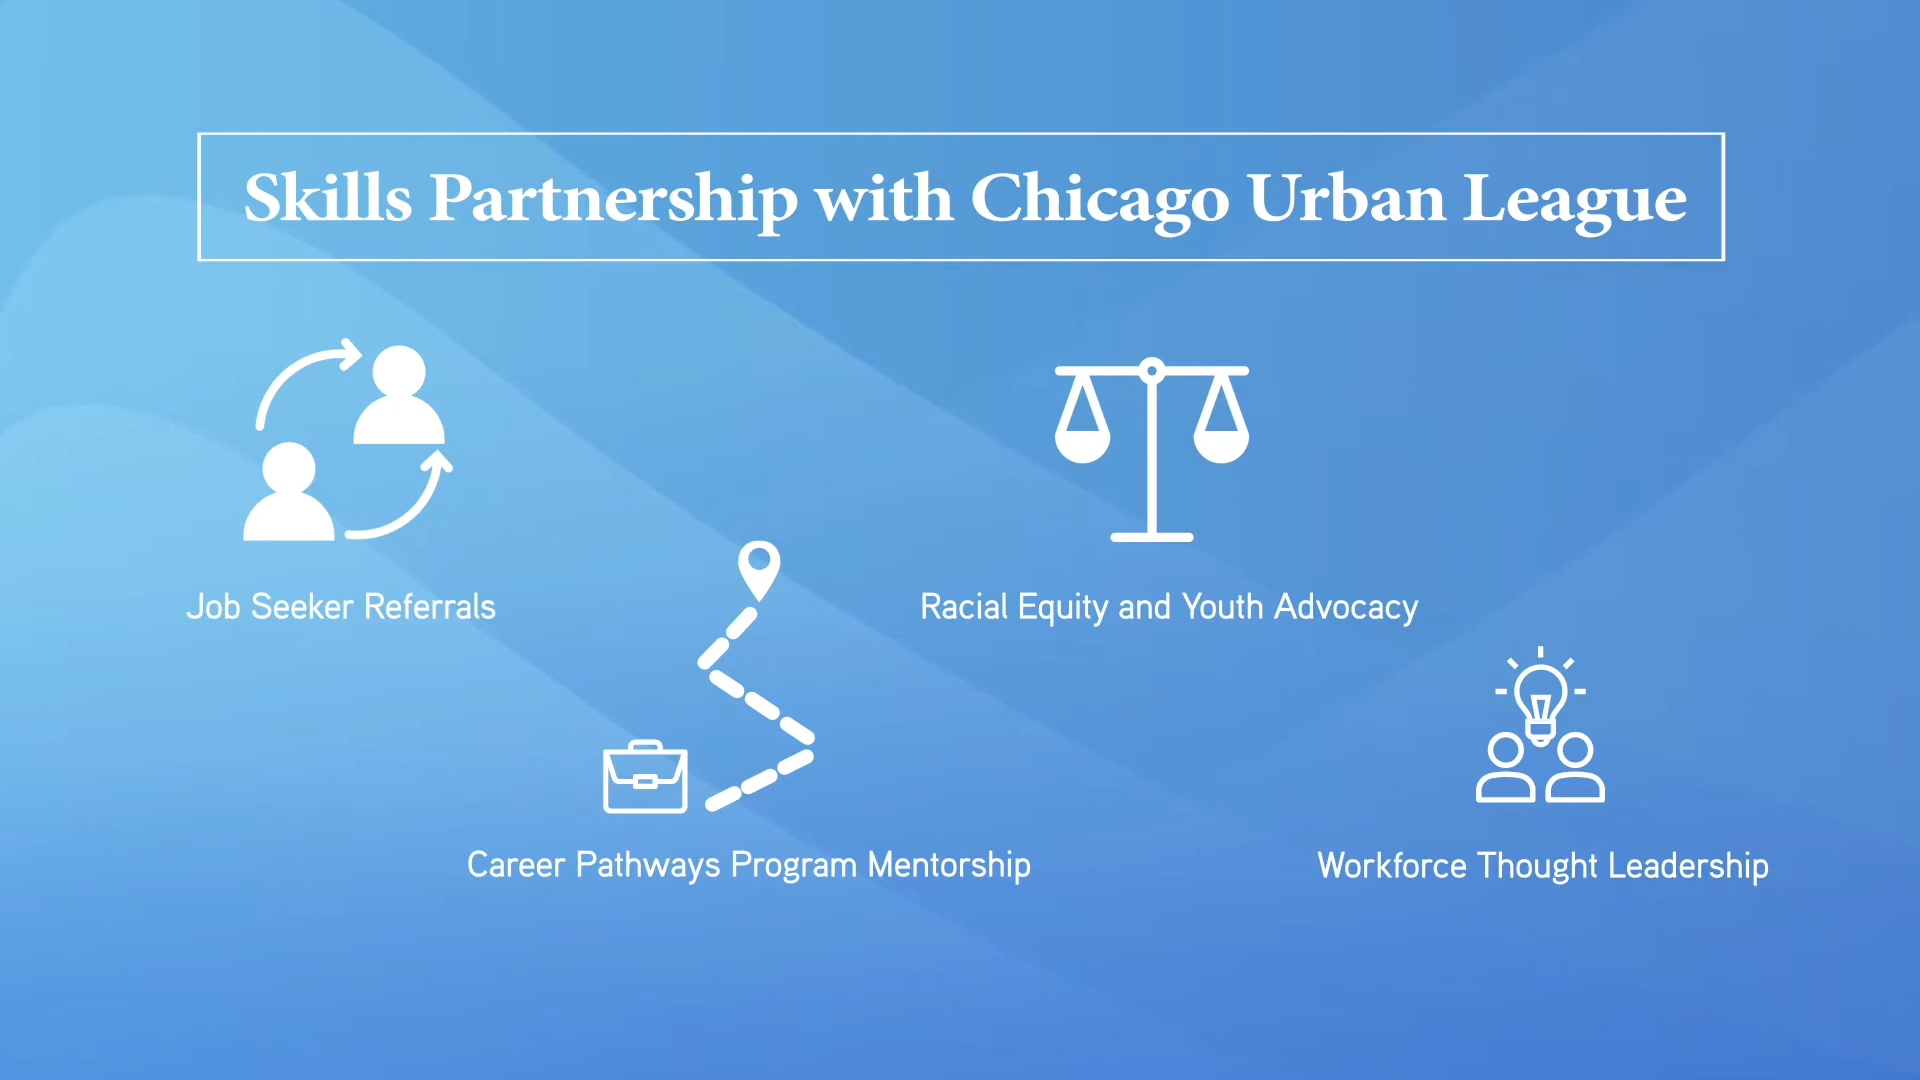 Skills Partnership with Chicago Urban League
Job Seeker Referrals
Racial Equity and Youth Advocacy
Career Pathways Program Mentorship
Workforce Thought Leadership